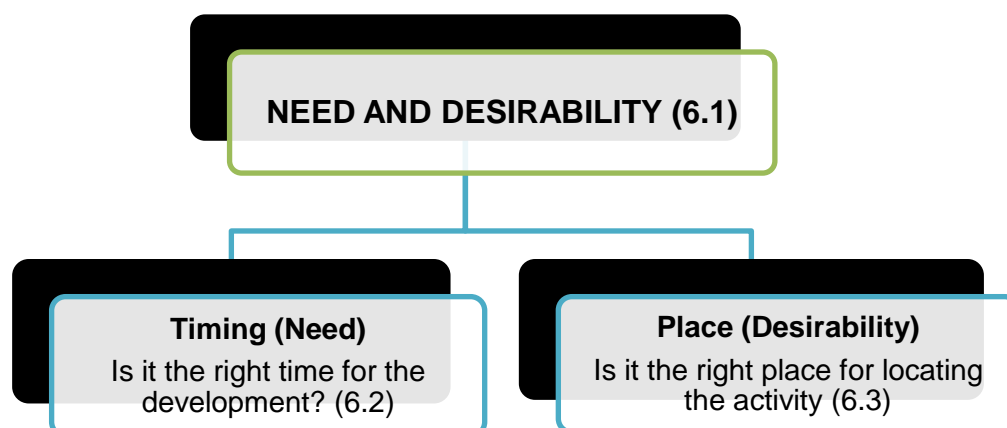 NEED AND DESIRABILITY (6.1)
Timing (Need)
Is it the right time for the
development? (6.2)
Place (Desirability)
Is it the right place for locating
the activity (6.3)